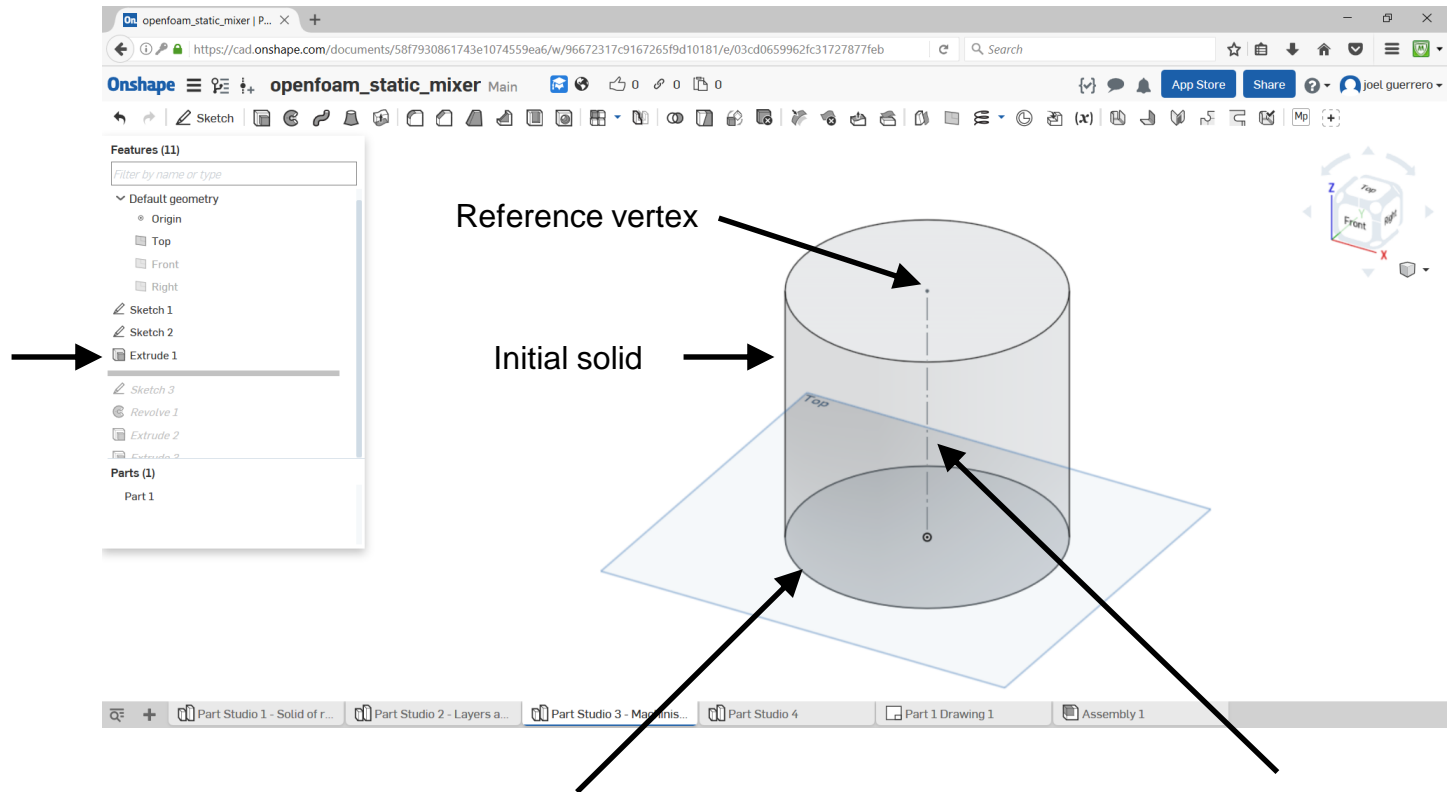 On. openfoam_static_mixer | P... × +
https://cad.onshape.com/documents/58f7930861743e1074559ea6/w/96672317c9167265f9d10181/e/03cd0659962fc31727877feb Search
Onshape openfoam_static_mixer Main 0 0 0 App Store Share joel guerrero
Sketch (x) Mp
Features (11)
Filter by name or type
Default geometry
Origin
Top
Front
Right
Sketch 1
Sketch 2
Extrude 1
Sketch 3
Revolve 1
Extrude 2
Extrude 3
Parts (1)
Part 1
Reference vertex
Initial solid
Top
Z
Top
Y
Front
Right
X
Part Studio 1 - Solid of r... Part Studio 2 - Layers a... Part Studio 3 - Machinis... Part Studio 4 Part 1 Drawing 1 Assembly 1